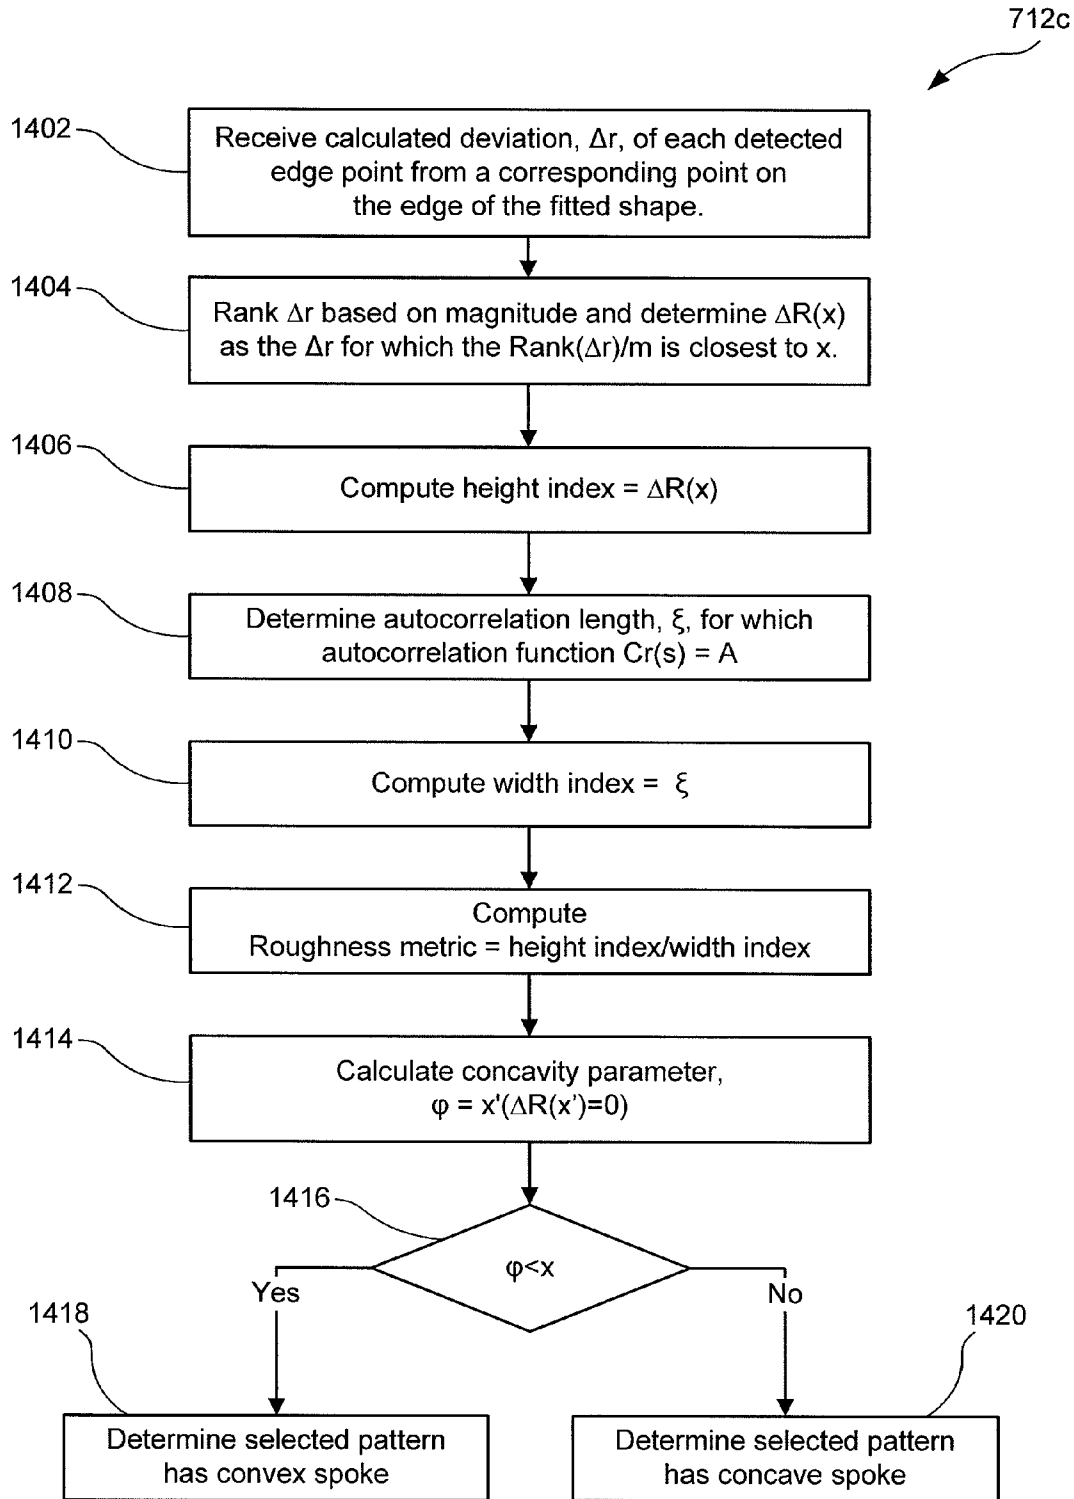 712c
1402
Receive calculated deviation, Δr, of each detected
edge point from a corresponding point on
the edge of the fitted shape.
1404
Rank Δr based on magnitude and determine ΔR(x)
as the Δr for which the Rank(Δr)/m is closest to x.
1406
Compute height index = ΔR(x)
1408
Determine autocorrelation length, ξ, for which
autocorrelation function Cr(s) = A
1410
Compute width index = ξ
1412
Compute
Roughness metric = height index/width index
1414
Calculate concavity parameter,
φ = x'(ΔR(x')=0)
1416
φ<x
Yes
No
1418
1420
Determine selected pattern
has convex spoke
Determine selected pattern
has concave spoke